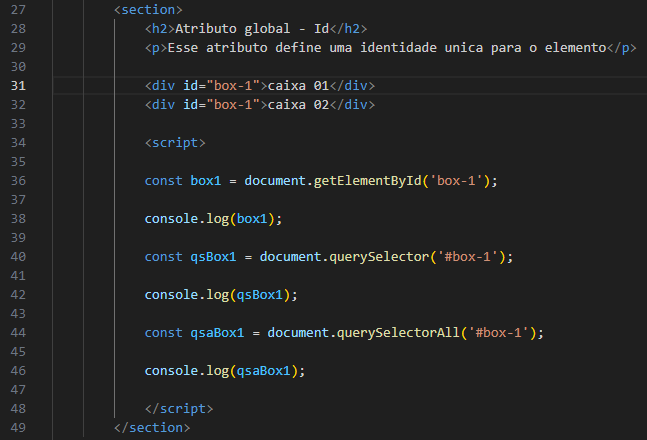 27 <section>
28 <h2>Atributo global - Id</h2>
29 <p>Esse atributo define uma identidade unica para o elemento</p>
30
31 <div id="box-1">caixa 01</div>
32 <div id="box-1">caixa 02</div>
33
34 <script>
35
36 const box1 = document.getElementById('box-1');
37
38 console.log(box1);
39
40 const qsBox1 = document.querySelector('#box-1');
41
42 console.log(qsBox1);
43
44 const qsaBox1 = document.querySelectorAll('#box-1');
45
46 console.log(qsaBox1);
47
48 </script>
49 </section>